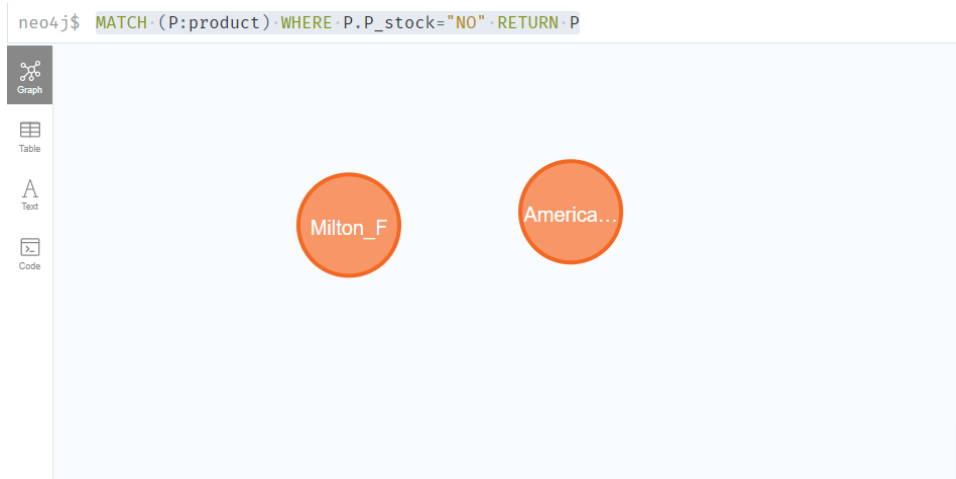 neo4j$ MATCH (P:product) WHERE P.P_stock="NO" RETURN P
Graph
Table
A
Text
Code
Milton_F
America...